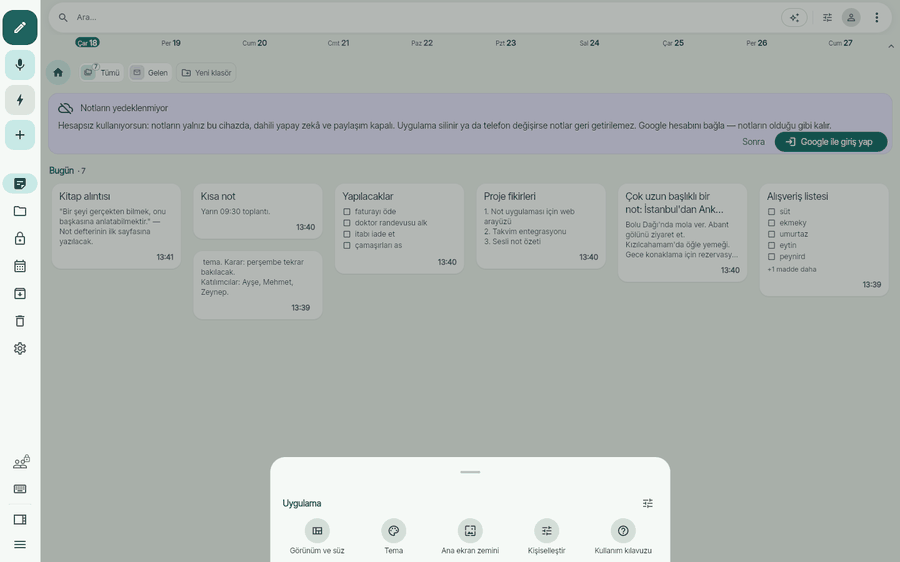 Ara...
Çar 18
Per 19
Cum 20
Cmt 21
Paz 22
Pzt 23
Sal 24
Çar 25
Per 26
Cum 27
7
Tümü
Gelen
Yeni klasör
Notların yedeklenmiyor
Hesapsız kullanıyorsun: notların yalnız bu cihazda, dahili yapay zekâ ve paylaşım kapalı. Uygulama silinir ya da telefon değişirse notlar geri getirilemez. Google hesabını bağla — notların olduğu gibi kalır.
Sonra
Google ile giriş yap
Bugün · 7
Kitap alıntısı
"Bir şeyi gerçekten bilmek, onu
başkasına anlatabilmektir." —
Not defterinin ilk sayfasına
yazılacak.
13:41
Kısa not
Yarın 09:30 toplantı.
13:40
tema. Karar: perşembe tekrar
bakılacak.
Katılımcılar: Ayşe, Mehmet,
Zeynep.
13:39
Yapılacaklar
faturayı öde
doktor randevusu alk
itabı iade et
çamaşırları as
13:40
Proje fikirleri
1. Not uygulaması için web
arayüzü
2. Takvim entegrasyonu
3. Sesli not özeti
13:40
Çok uzun başlıklı bir
not: İstanbul'dan Ank...
Bolu Dağı'nda mola ver. Abant
gölünü ziyaret et.
Kızılcahamam'da öğle yemeği.
Gece konaklama için rezervasy...
13:40
Alışveriş listesi
süt
ekmeky
umurtaz
eytin
peynird
+1 madde daha
13:39
Uygulama
Görünüm ve süz
Tema
Ana ekran zemini
Kişiselleştir
Kullanım kılavuzu